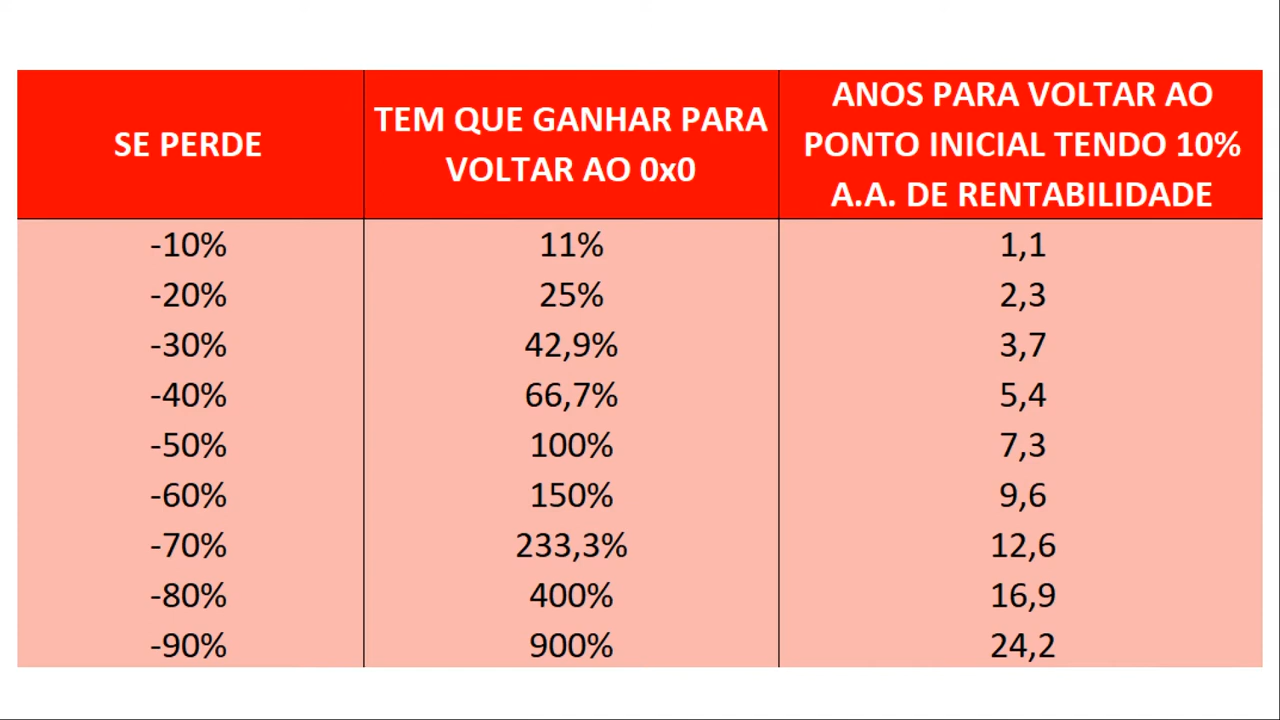 SE PERDE
TEM QUE GANHAR PARA
VOLTAR AO 0x0
ANOS PARA VOLTAR AO
PONTO INICIAL TENDO 10%
A.A. DE RENTABILIDADE
-10% 11% 1,1
-20% 25% 2,3
-30% 42,9% 3,7
-40% 66,7% 5,4
-50% 100% 7,3
-60% 150% 9,6
-70% 233,3% 12,6
-80% 400% 16,9
-90% 900% 24,2